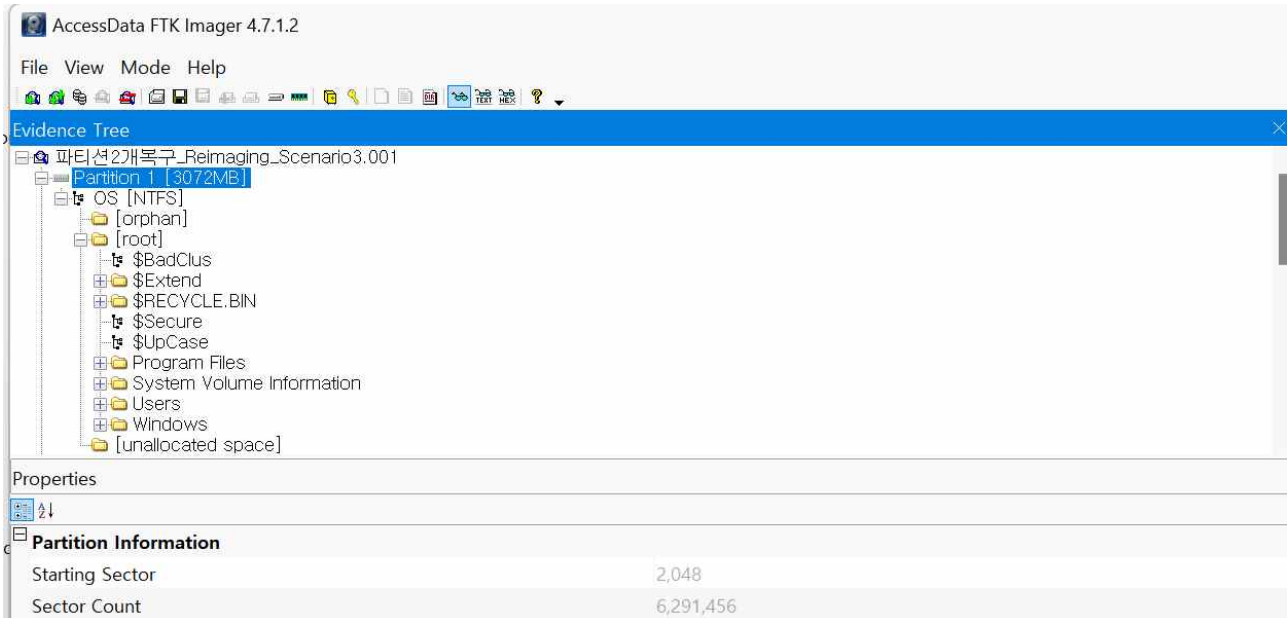 AccessData FTK Imager 4.7.1.2
File View Mode Help
Evidence Tree
파티션2개복구_Reimaging_Scenario3.001
Partition 1 [3072MB]
OS [NTFS]
[orphan]
[root]
$BadClus
$Extend
$RECYCLE.BIN
$Secure
$UpCase
Program Files
System Volume Information
Users
Windows
[unallocated space]
Properties
Partition Information
Starting Sector 2,048
Sector Count 6,291,456